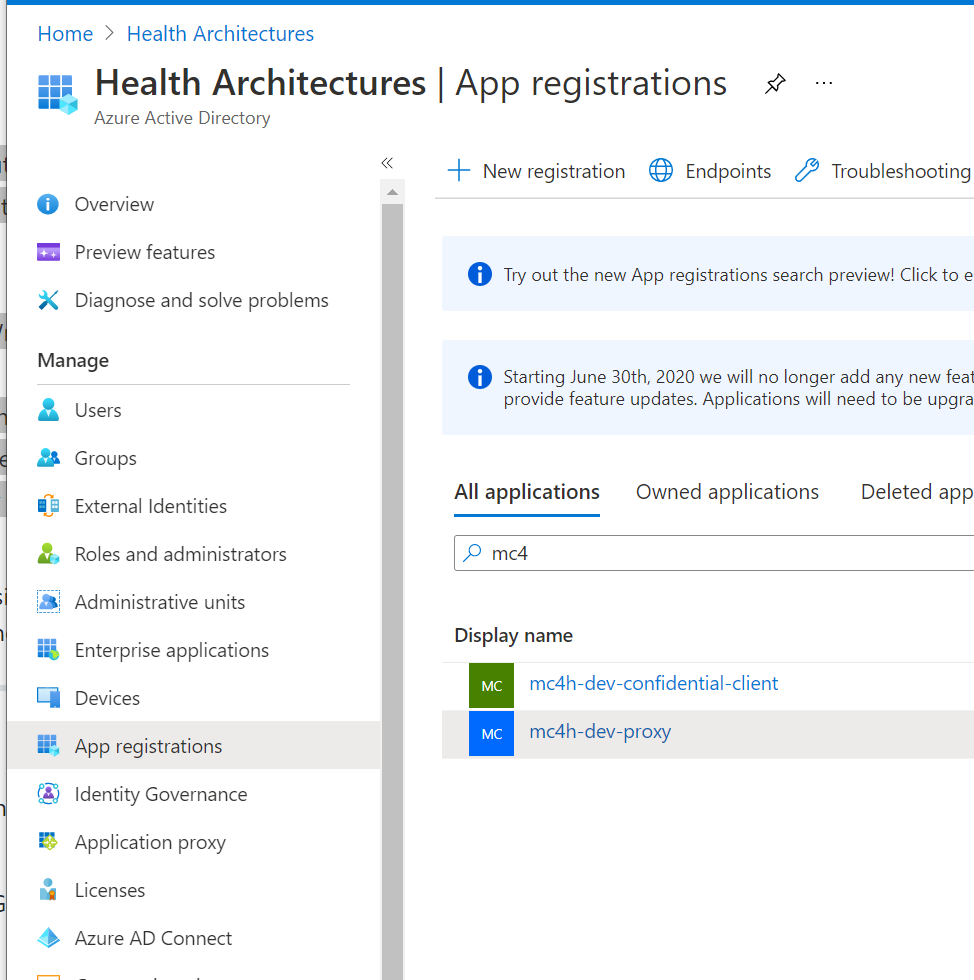 Home > Health Architectures
Health Architectures | App registrations ...
Azure Active Directory
«
Overview
Preview features
Diagnose and solve problems
Manage
Users
Groups
External Identities
Roles and administrators
Administrative units
Enterprise applications
Devices
App registrations
Identity Governance
Application proxy
Licenses
Azure AD Connect
New registration
Endpoints
Troubleshooting
Try out the new App registrations search preview! Click to e
Starting June 30th, 2020 we will no longer add any new feat
provide feature updates. Applications will need to be upgra
All applications
Owned applications
Deleted app
mc4
Display name
MC mc4h-dev-confidential-client
MC mc4h-dev-proxy